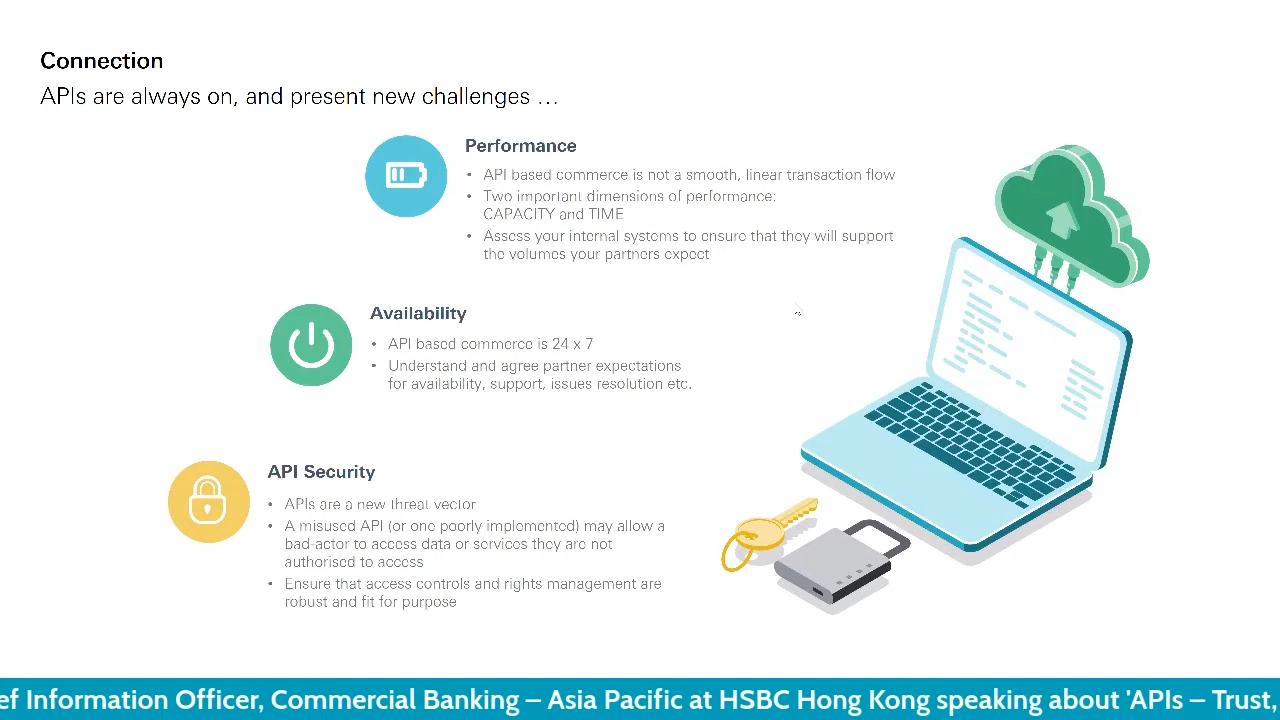 Connection
APIs are always on, and present new challenges …
Performance
• API based commerce is not a smooth, linear transaction flow
• Two important dimensions of performance:
CAPACITY and TIME
• Assess your internal systems to ensure that they will support
the volumes your partners expect
Availability
• API based commerce is 24 x 7
• Understand and agree partner expectations
for availability, support, issues resolution etc.
API Security
• APIs are a new threat vector
• A misused API (or one poorly implemented) may allow a
bad-actor to access data or services they are not
authorised to access
• Ensure that access controls and rights management are
robust and fit for purpose
ef Information Officer, Commercial Banking – Asia Pacific at HSBC Hong Kong speaking about 'APIs – Trust,